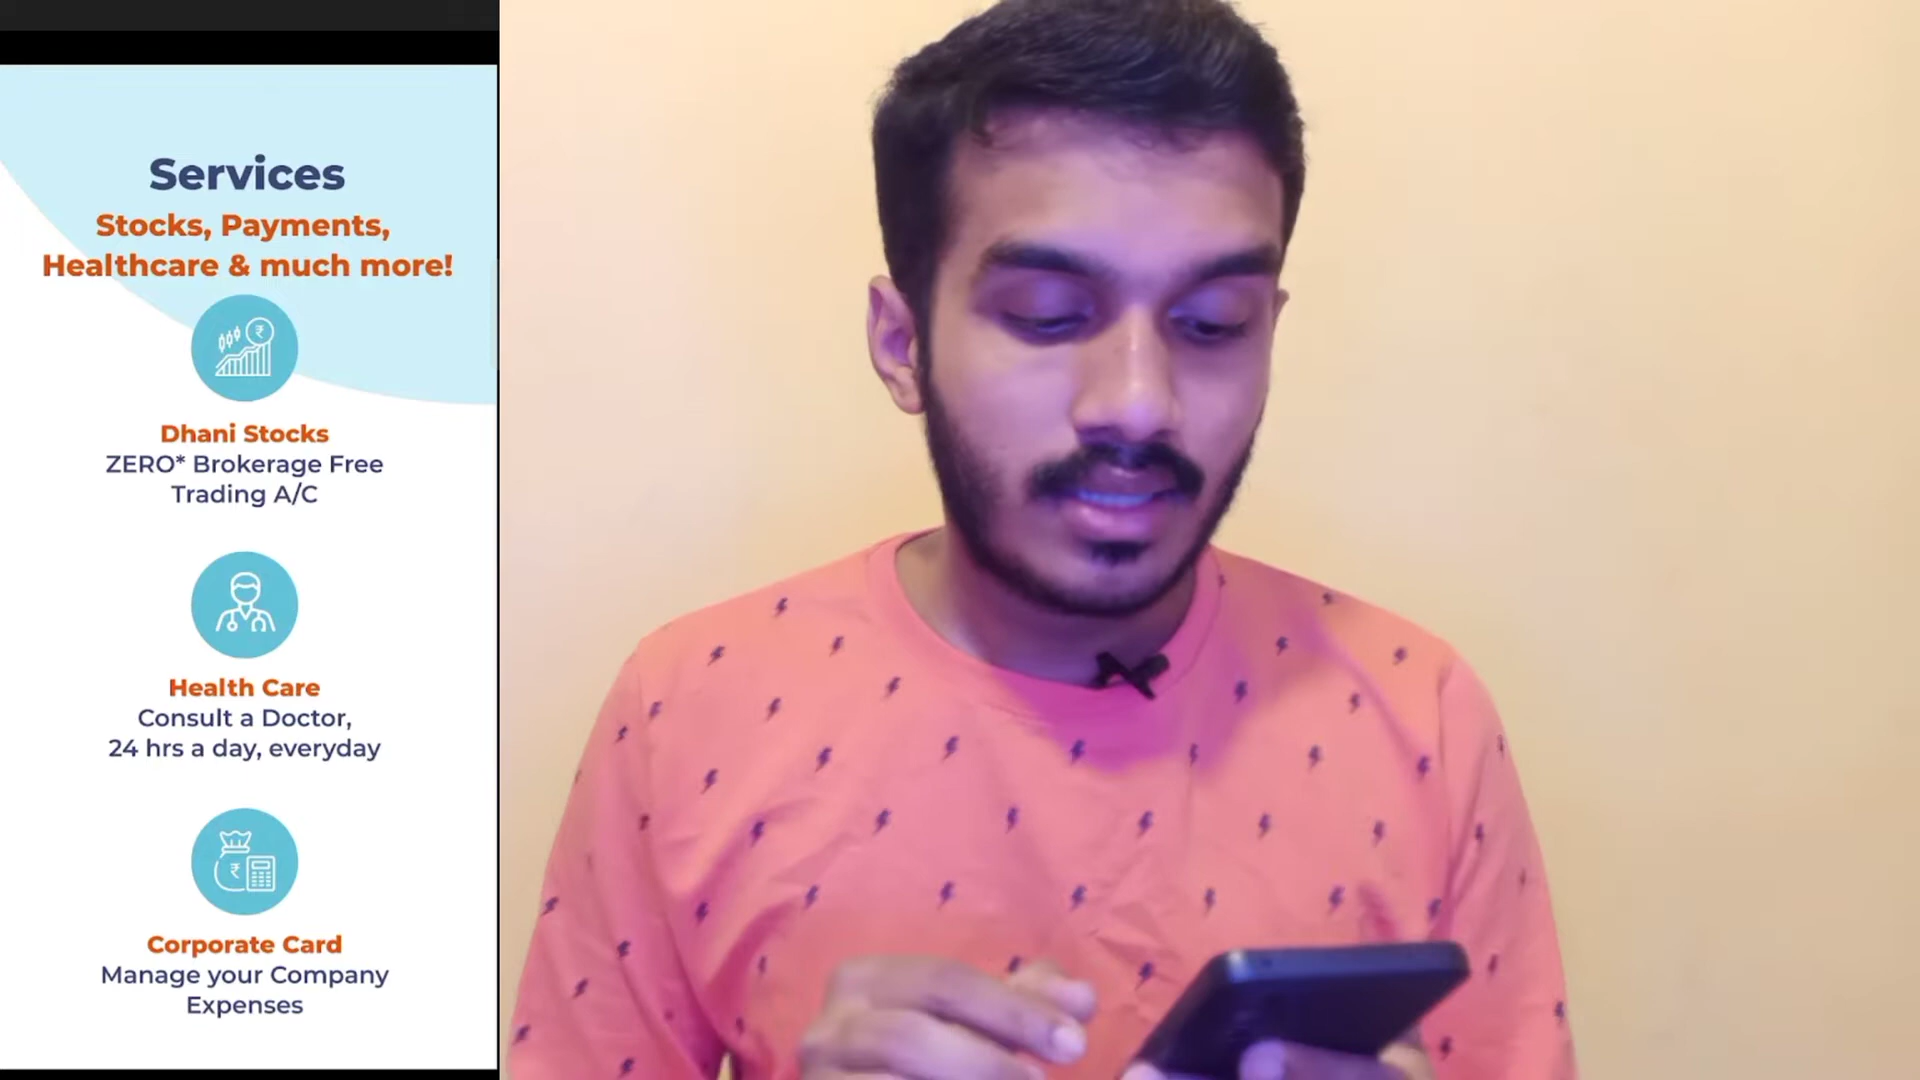 Services
Stocks, Payments,
Healthcare & much more!
Dhani Stocks
ZERO* Brokerage Free
Trading A/C
Health Care
Consult a Doctor,
24 hrs a day, everyday
Corporate Card
Manage your Company
Expenses